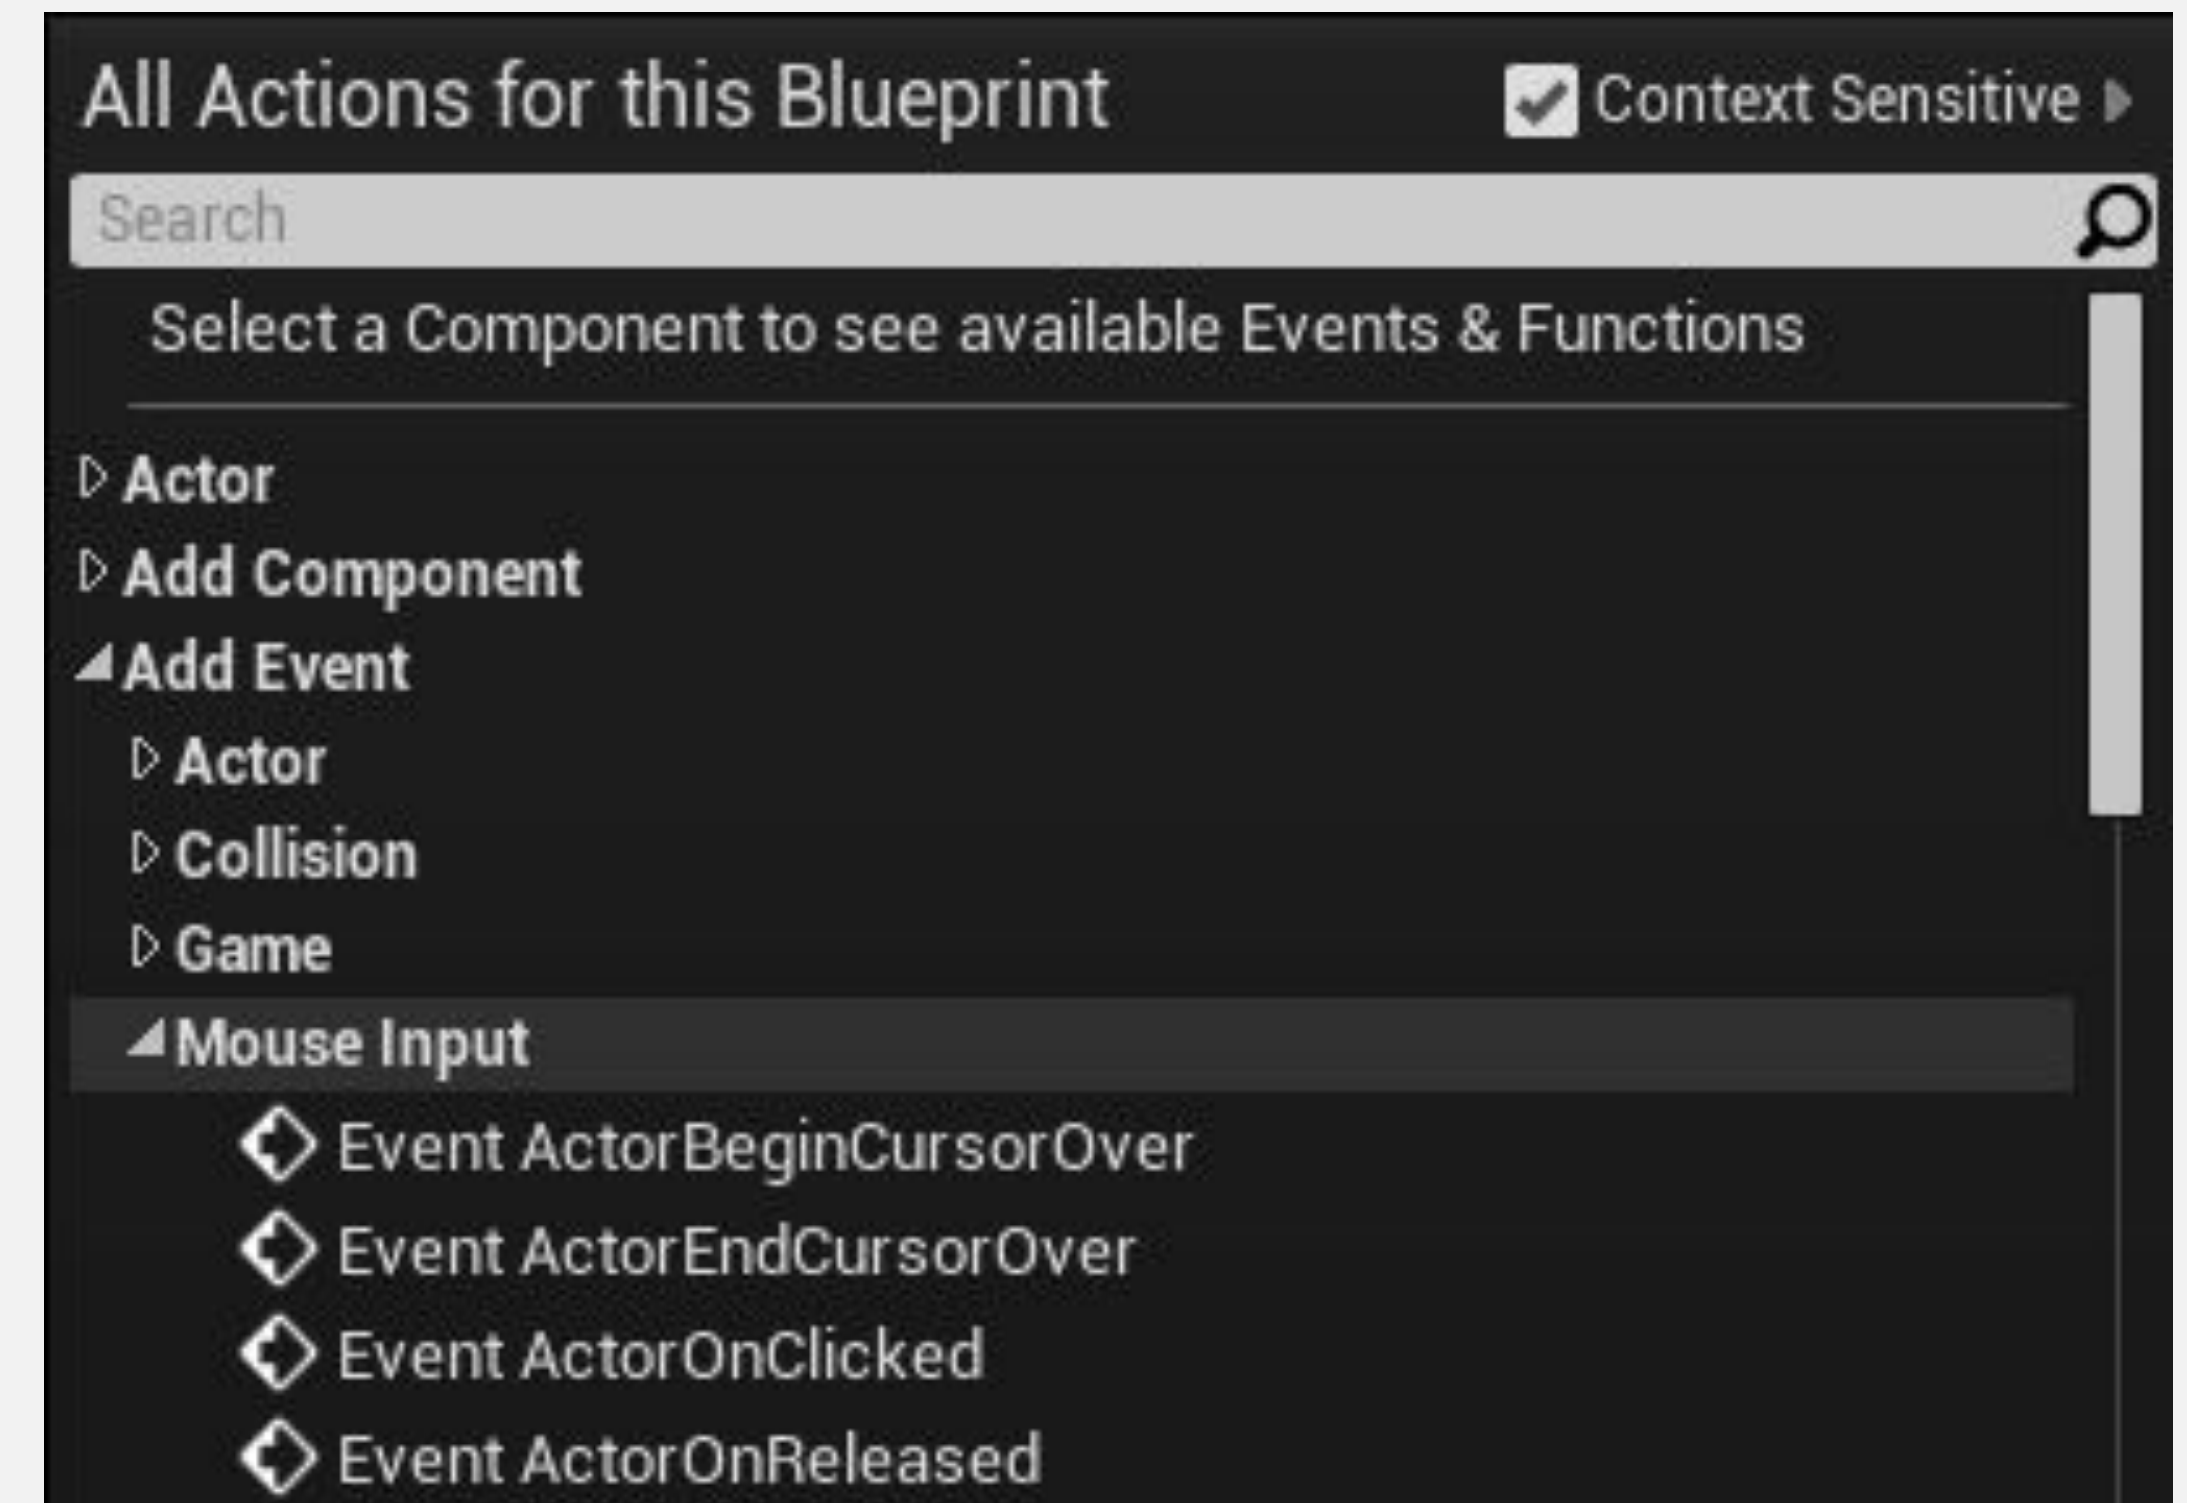 All Actions for this Blueprint Context Sensitive
Search
Select a Component to see available Events & Functions
Actor
Add Component
Add Event
Actor
Collision
Game
Mouse Input
Event ActorBeginCursorOver
Event ActorEndCursorOver
Event ActorOnClicked
Event ActorOnReleased